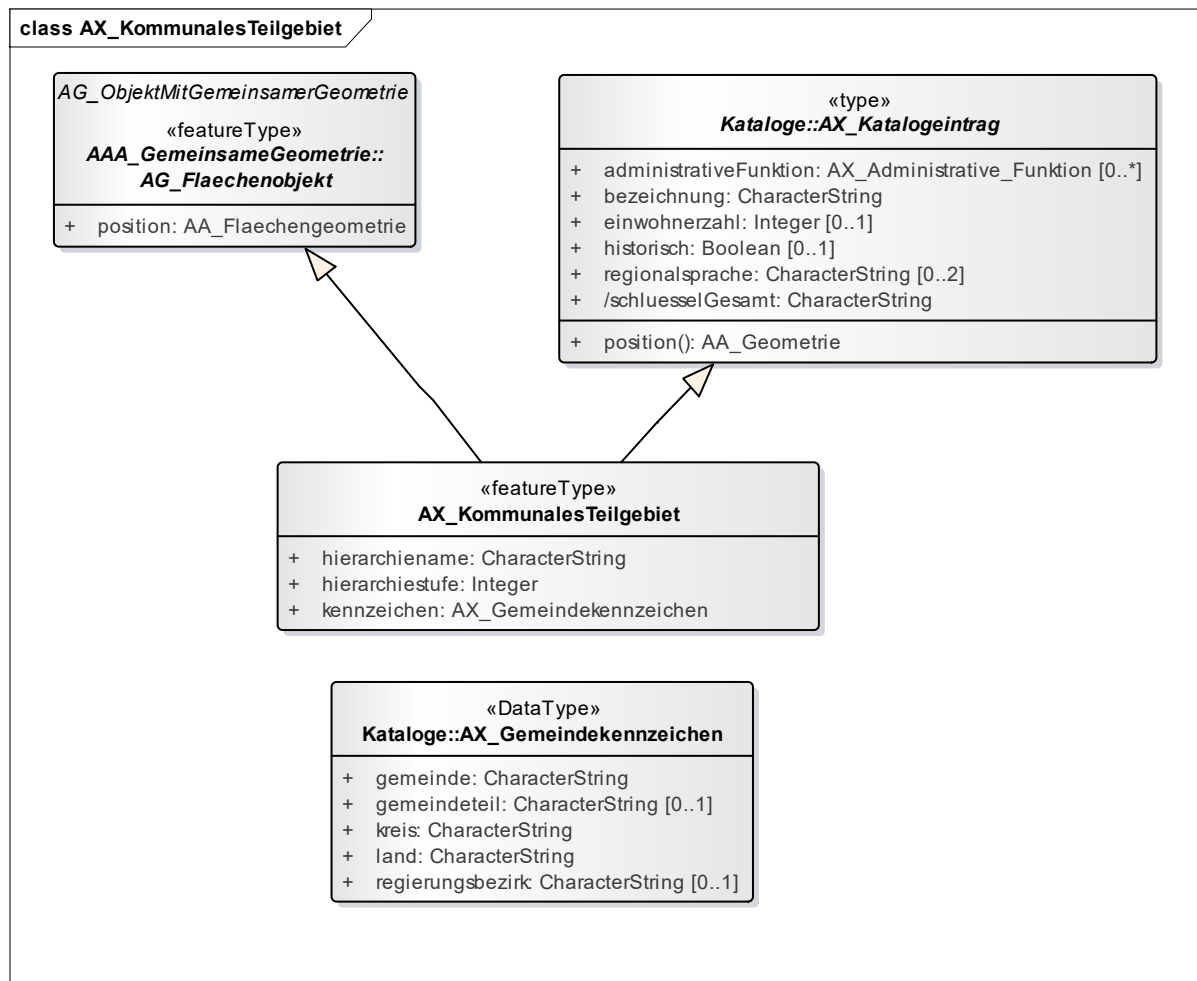 class AX_KommunalesTeilgebiet
AG_ObjektMitGemeinsamerGeometrie
«featureType»
AAA_GemeinsameGeometrie::
AG_Flaechenobjekt
+ position: AA_Flaechengeometrie
«type»
Kataloge::AX_Katalogeintrag
+ administrativeFunktion: AX_Administrative_Funktion [0..*]
+ bezeichnung: CharacterString
+ einwohnerzahl: Integer [0..1]
+ historisch: Boolean [0..1]
+ regionalsprache: CharacterString [0..2]
+ /schluesselGesamt: CharacterString
+ position(): AA_Geometrie
«featureType»
AX_KommunalesTeilgebiet
+ hierarchiename: CharacterString
+ hierarchiestufe: Integer
+ kennzeichen: AX_Gemeindekennzeichen
«DataType»
Kataloge::AX_Gemeindekennzeichen
+ gemeinde: CharacterString
+ gemeindeteil: CharacterString [0..1]
+ kreis: CharacterString
+ land: CharacterString
+ regierungsbezirk: CharacterString [0..1]